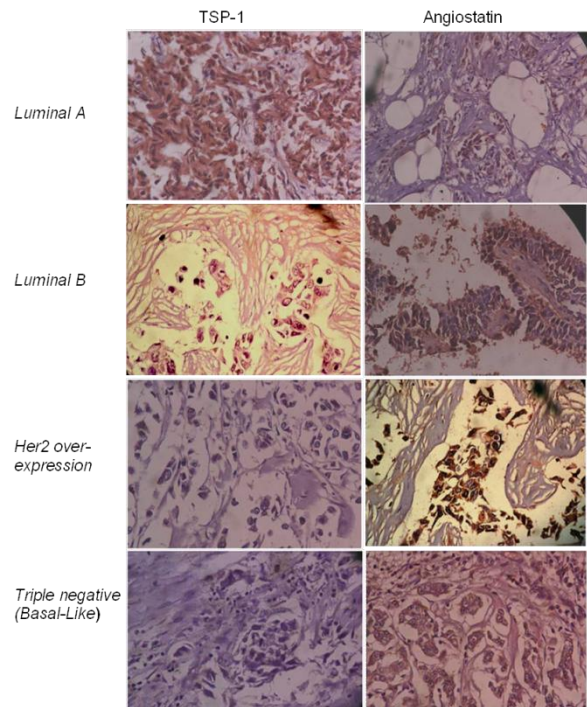 TSP-1 Angiostatin
Luminal A
Luminal B
Her2 over-
expression
Triple negative
(Basal-Like)